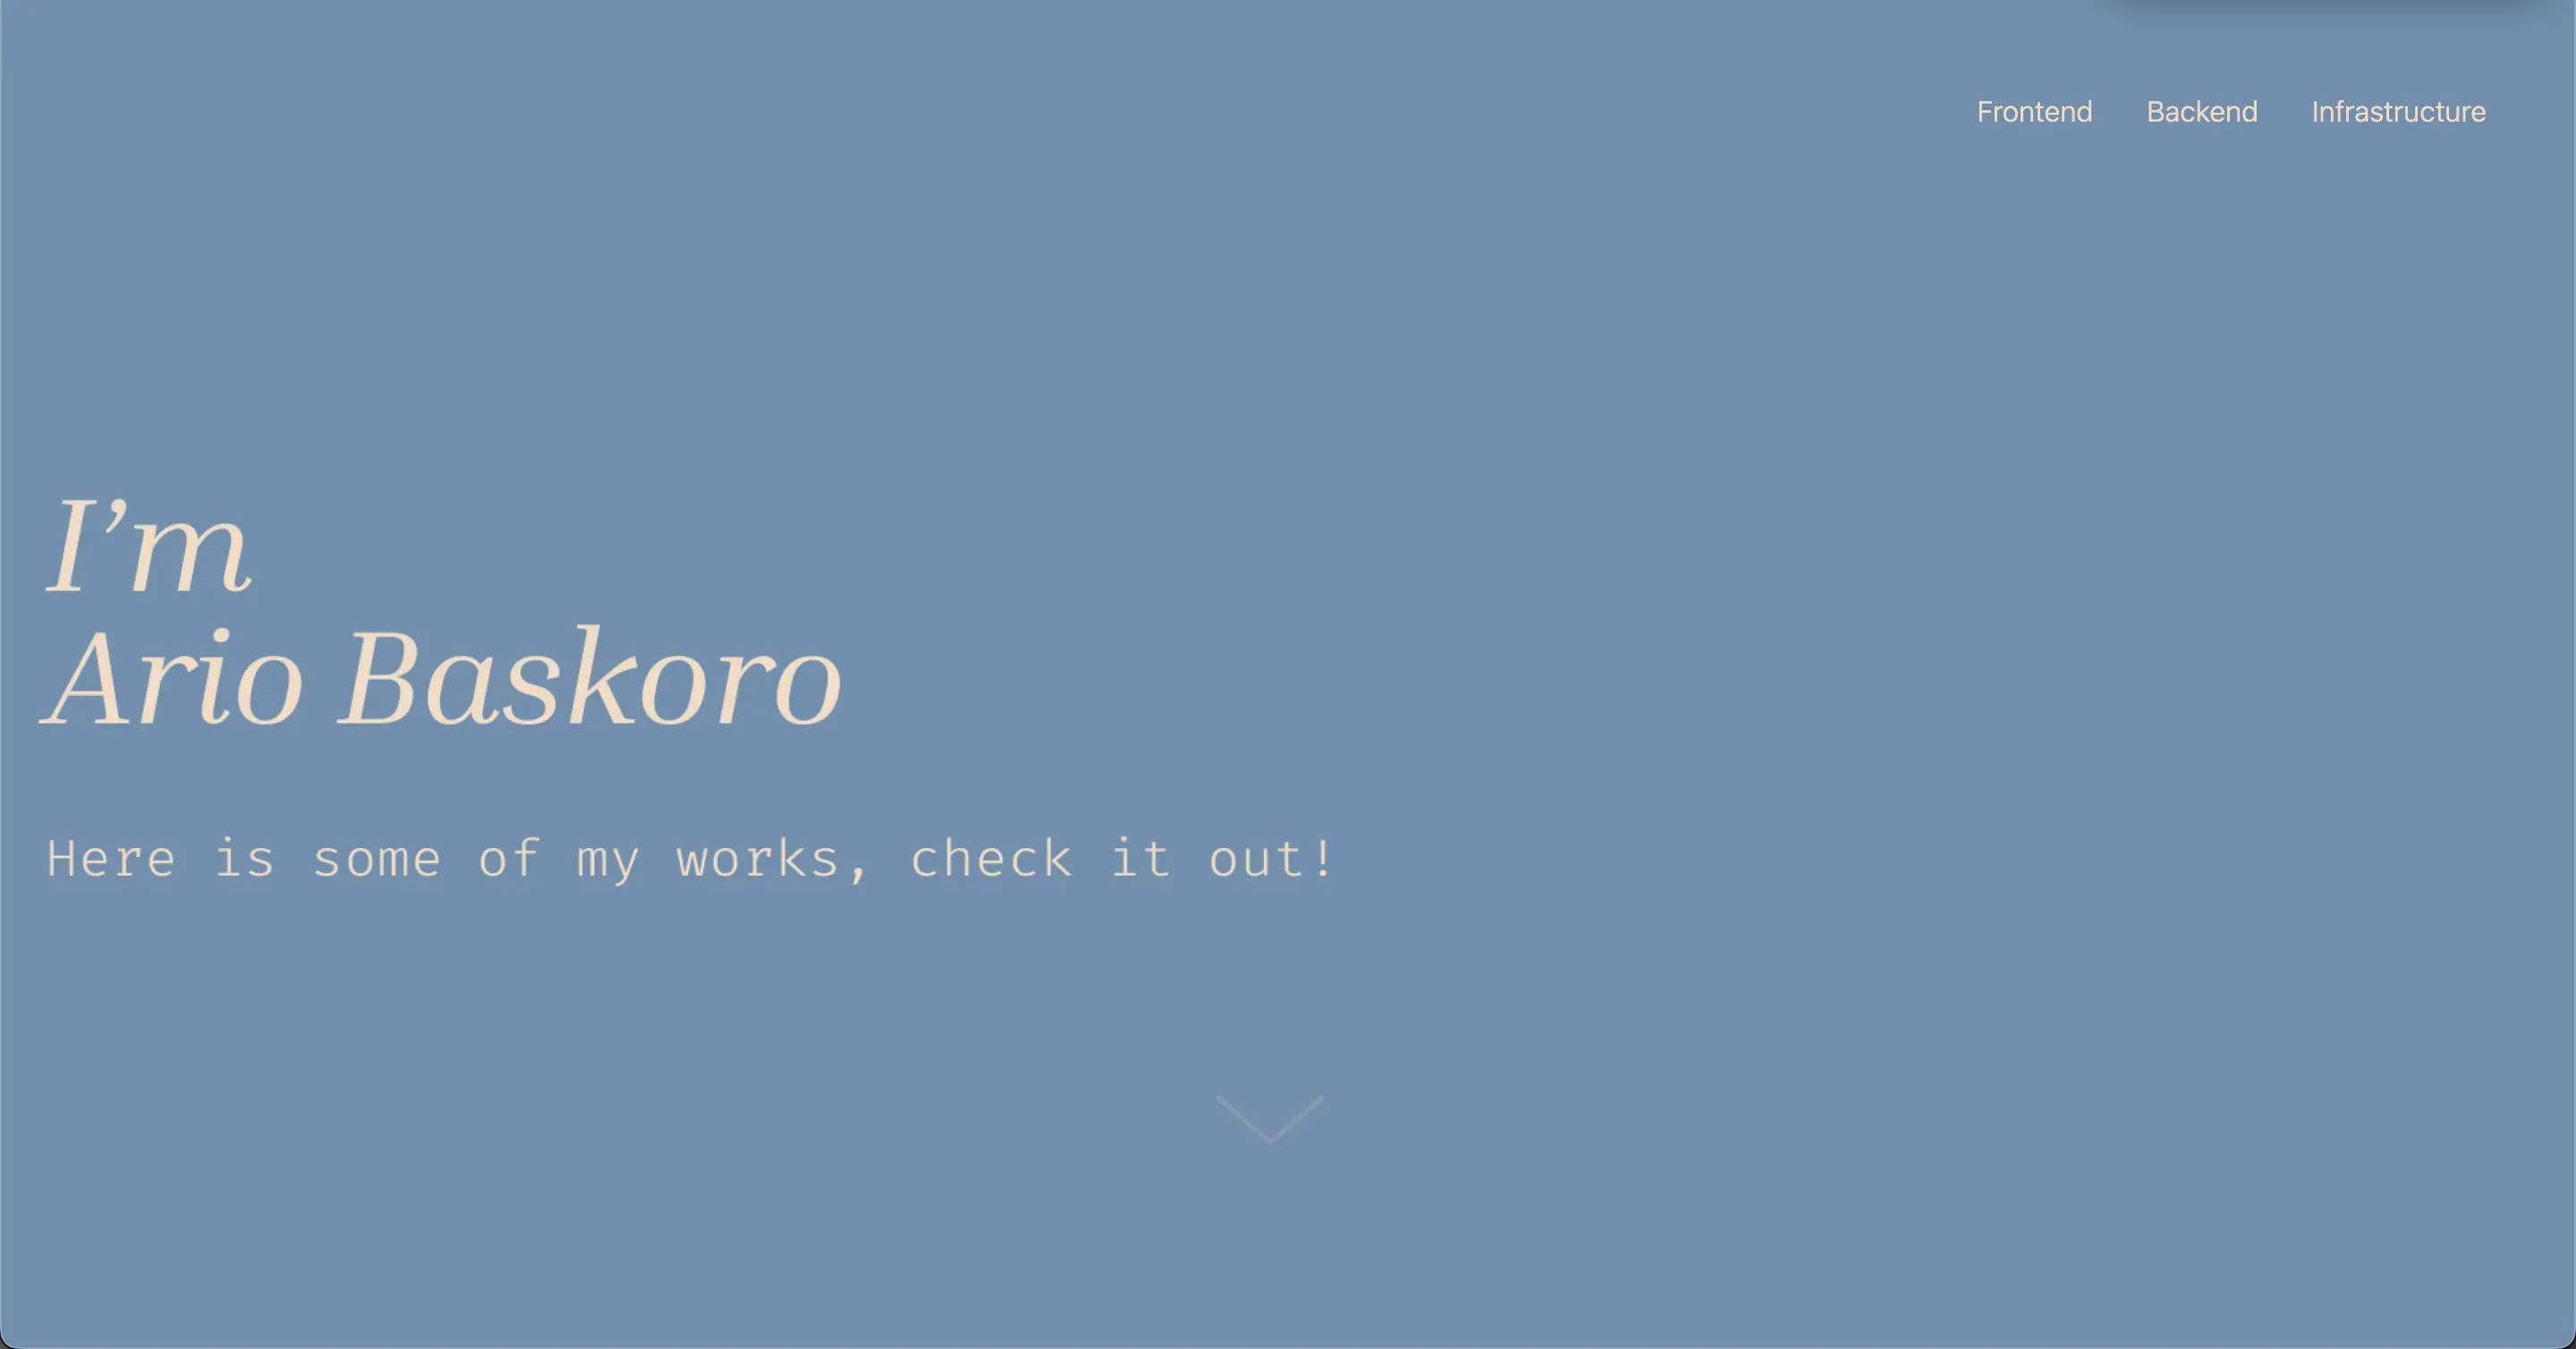 Frontend Backend Infrastructure
I’m
Ario Baskoro
Here is some of my works, check it out!